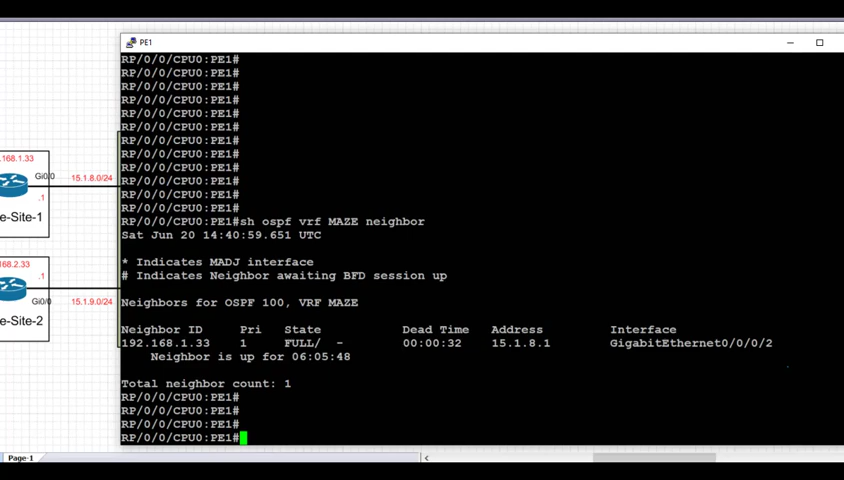 PE1
RP/0/0/CPU0:PE1#
RP/0/0/CPU0:PE1#
RP/0/0/CPU0:PE1#
RP/0/0/CPU0:PE1#
RP/0/0/CPU0:PE1#
RP/0/0/CPU0:PE1#
RP/0/0/CPU0:PE1#
RP/0/0/CPU0:PE1#
RP/0/0/CPU0:PE1#
RP/0/0/CPU0:PE1#
RP/0/0/CPU0:PE1#
RP/0/0/CPU0:PE1#
RP/0/0/CPU0:PE1#sh ospf vrf MAZE neighbor
Sat Jun 20 14:40:59.651 UTC
* Indicates MADJ interface
# Indicates Neighbor awaiting BFD session up
Neighbors for OSPF 100, VRF MAZE
Neighbor ID Pri State Dead Time Address Interface
192.168.1.33 1 FULL/ - 00:00:32 15.1.8.1 GigabitEthernet0/0/0/2
Neighbor is up for 06:05:48
Total neighbor count: 1
RP/0/0/CPU0:PE1#
RP/0/0/CPU0:PE1#
RP/0/0/CPU0:PE1#
RP/0/0/CPU0:PE1#
.168.1.33
Gi0/0
15.1.8.0/24
.1
e-Site-1
168.2.33
.1
Gi0/0
15.1.9.0/24
e-Site-2
Page-1